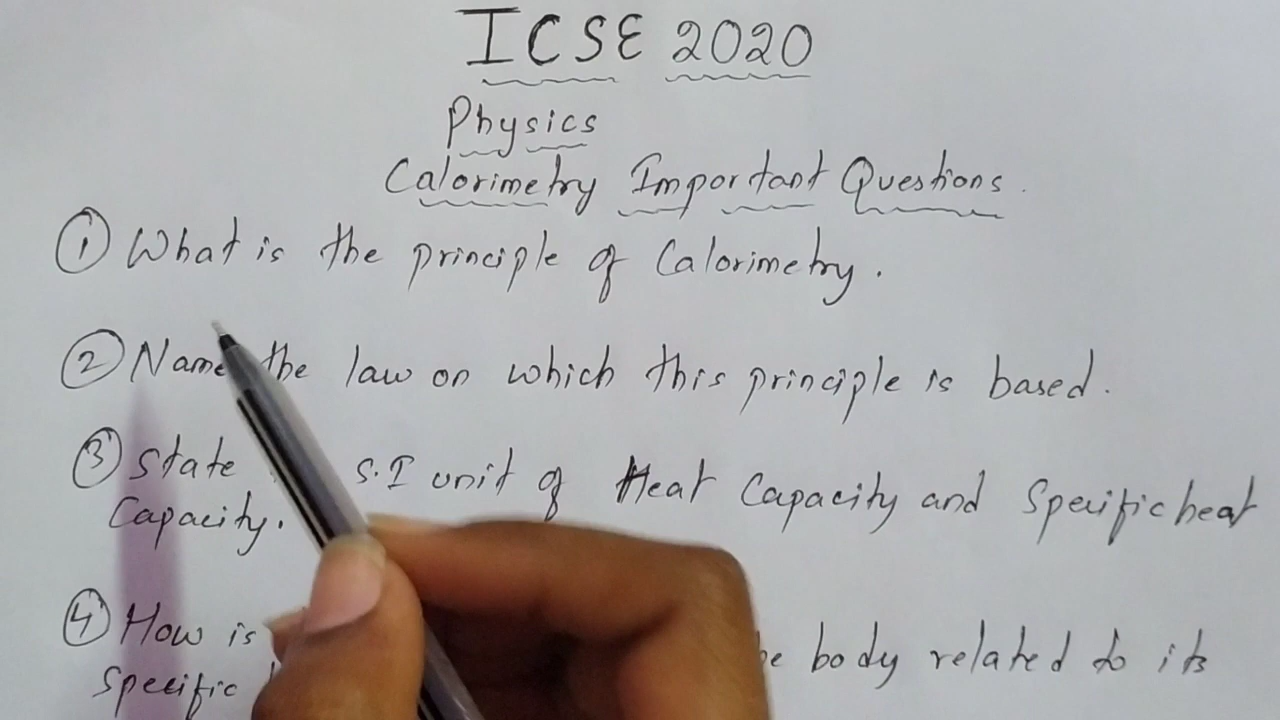 ICSE 2020
Physics
Calorimetry Important Questions.
① What is the principle of Calorimetry.
② Name the law on which this principle is based.
③ State S.I unit of Heat Capacity and Specific heat
Capacity.
④ How is body related to its
Specific